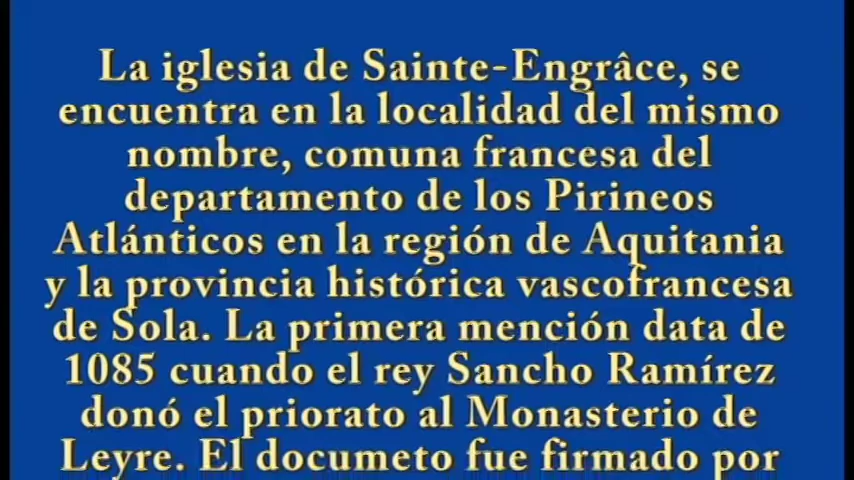 La iglesia de Sainte-Engrâce, se
encuentra en la localidad del mismo
nombre, comuna francesa del
departamento de los Pirineos
Atlánticos en la región de Aquitania
y la provincia histórica vascofrancesa
de Sola. La primera mención data de
1085 cuando el rey Sancho Ramírez
donó el priorato al Monasterio de
Leyre. El documeto fue firmado por